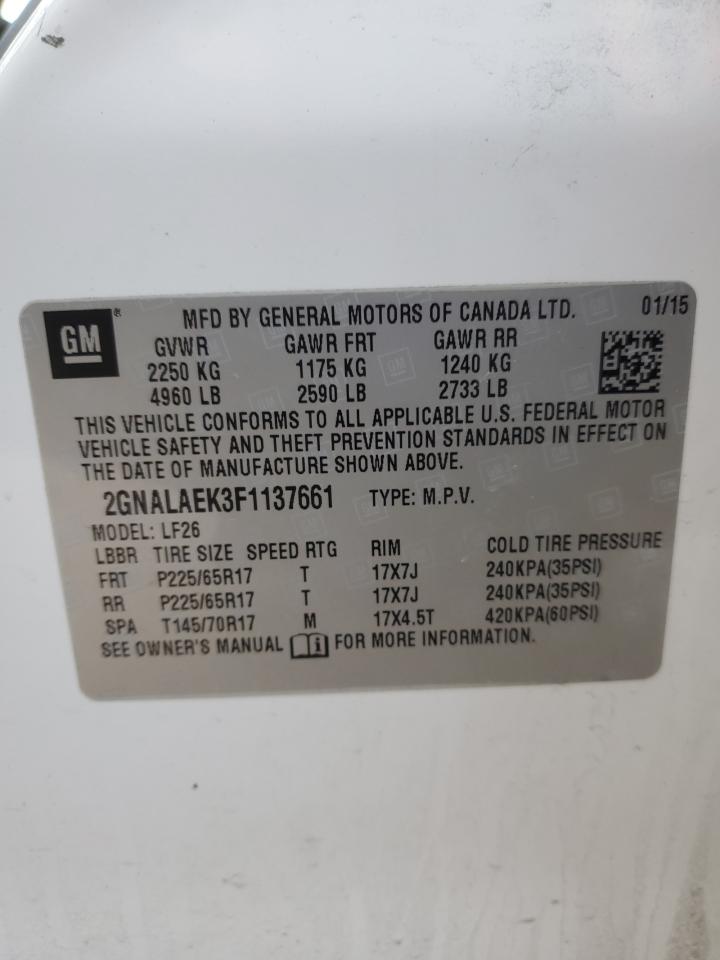 GM®
MFD BY GENERAL MOTORS OF CANADA LTD. 01/15
GVWR GAWR FRT GAWR RR
2250 KG 1175 KG 1240 KG
4960 LB 2590 LB 2733 LB
THIS VEHICLE CONFORMS TO ALL APPLICABLE U.S. FEDERAL MOTOR
VEHICLE SAFETY AND THEFT PREVENTION STANDARDS IN EFFECT ON
THE DATE OF MANUFACTURE SHOWN ABOVE.
2GNALAEK3F1137661 TYPE: M.P.V.
MODEL: LF26
LBBR TIRE SIZE SPEED RTG RIM COLD TIRE PRESSURE
FRT P225/65R17 T 17X7J 240KPA(35PSI)
RR P225/65R17 T 17X7J 240KPA(35PSI)
SPA T145/70R17 M 17X4.5T 420KPA(60PSI)
SEE OWNER'S MANUAL i FOR MORE INFORMATION.